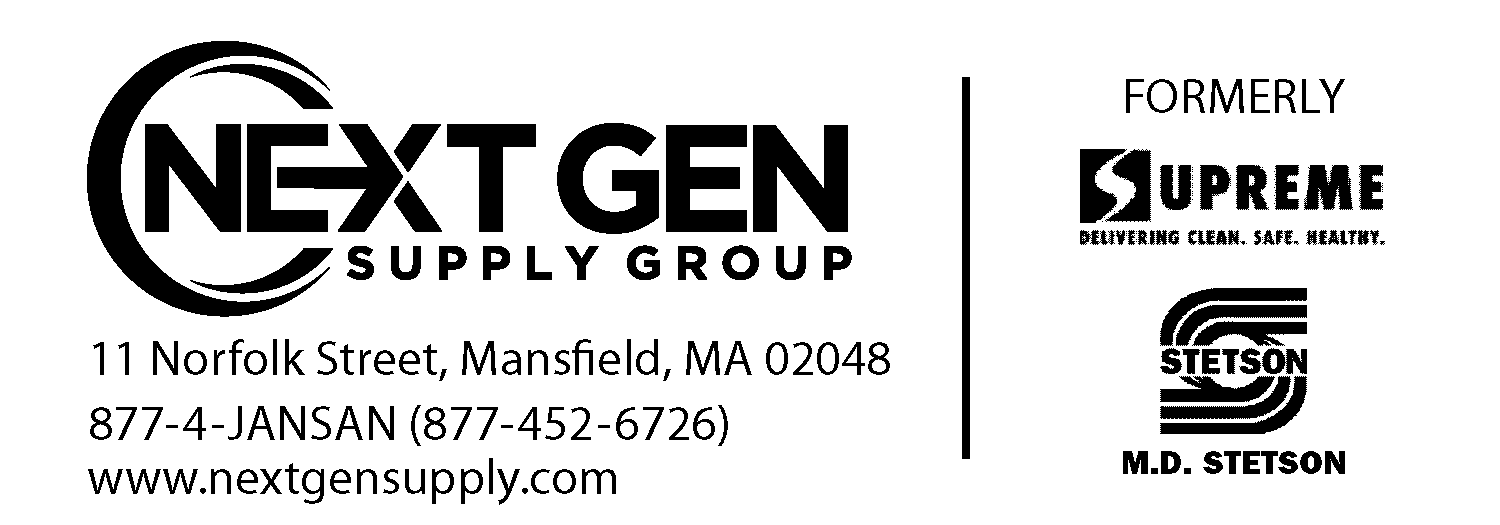 NEXT GEN
SUPPLY GROUP
11 Norfolk Street, Mansfield, MA 02048
877-4-JANSAN (877-452-6726)
www.nextgensupply.com
FORMERLY
SUPREME
DELIVERING CLEAN. SAFE. HEALTHY.
STETSON
M.D. STETSON